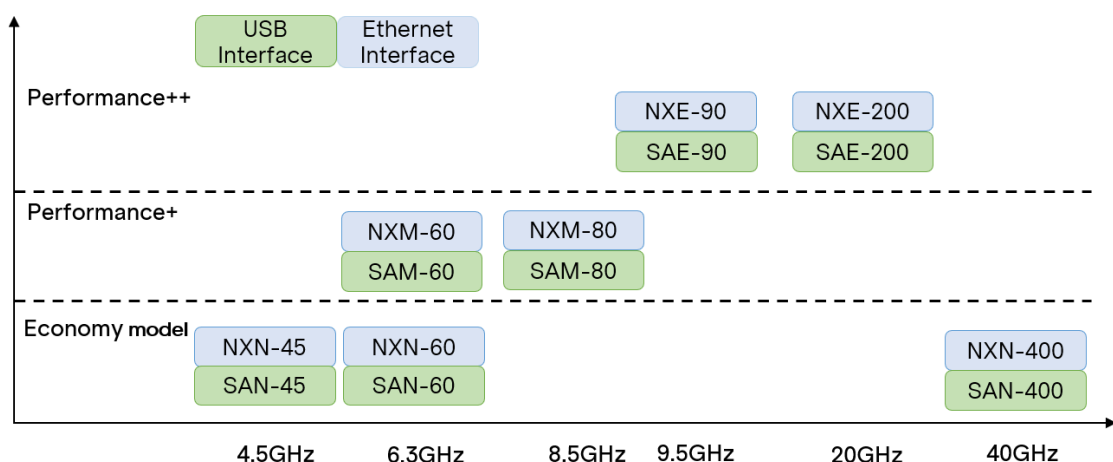 USB
Interface
Ethernet
Interface
Performance++
NXE-90
NXE-200
SAE-90
SAE-200
Performance+
NXM-60
NXM-80
SAM-60
SAM-80
Economy model
NXN-45
NXN-60
NXN-400
SAN-45
SAN-60
SAN-400
4.5GHz
6.3GHz
8.5GHz
9.5GHz
20GHz
40GHz